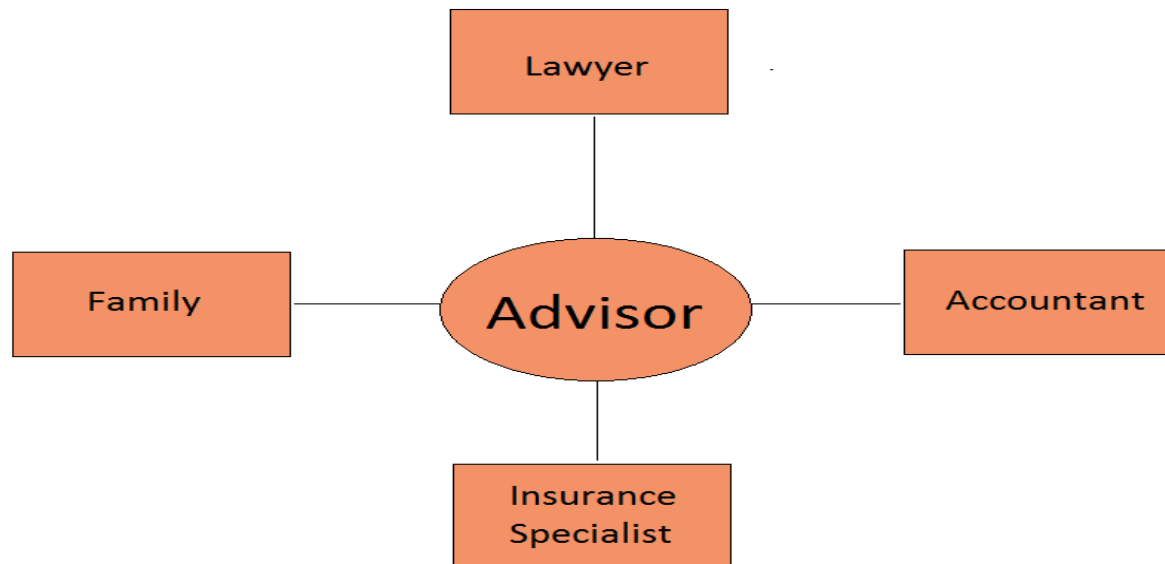 Lawyer
Family
Advisor
Accountant
Insurance
Specialist